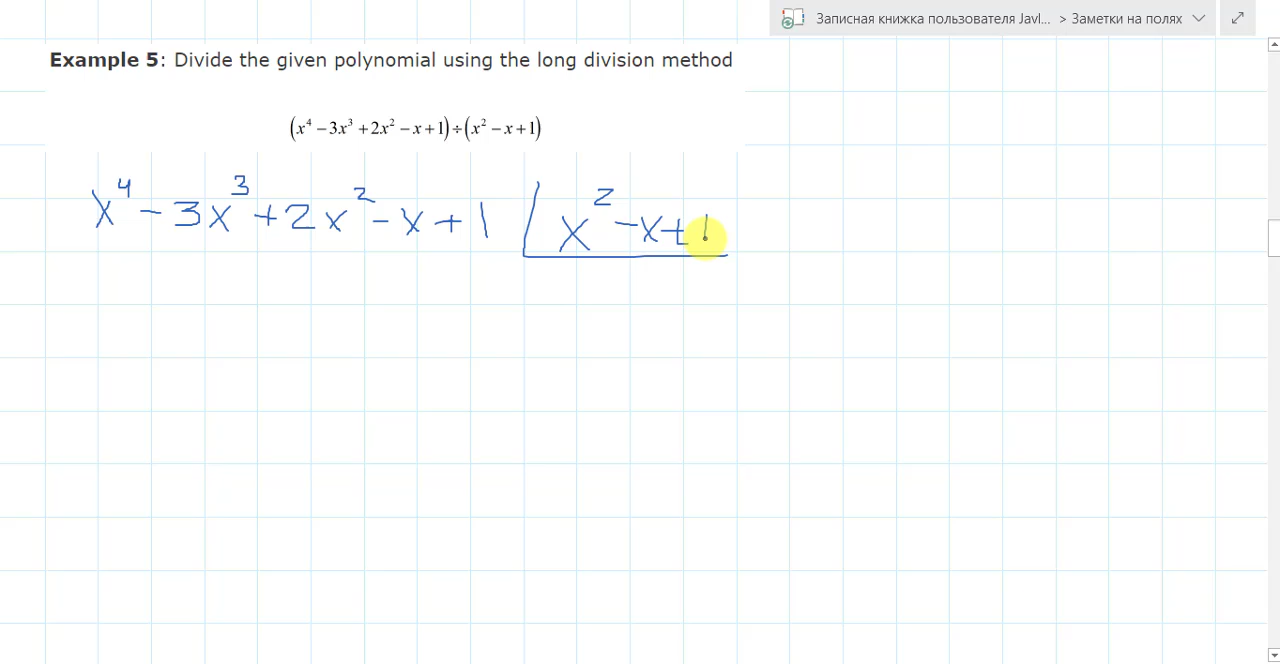 Записная книжка пользователя Javl... > Заметки на полях
Example 5: Divide the given polynomial using the long division method
(x⁴ − 3x³ + 2x² − x + 1) ÷ (x² − x + 1)
x⁴ − 3x³ + 2x² − x + 1 x² − x + 1